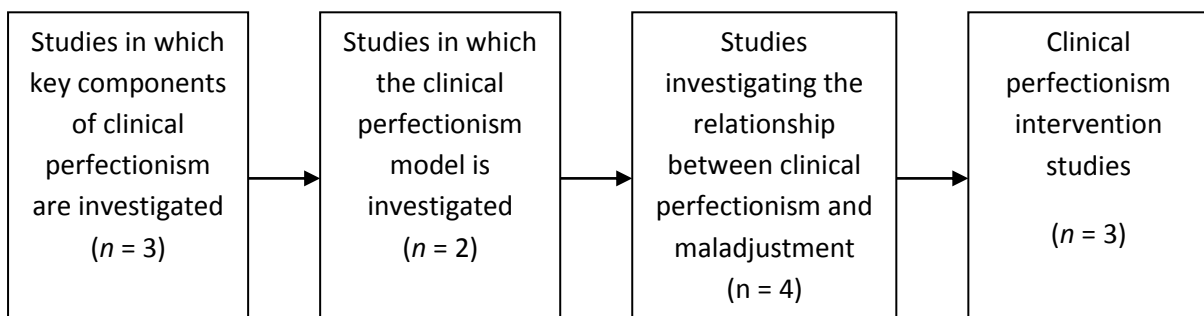 Studies in which
key components
of clinical
perfectionism
are investigated
(n = 3)
Studies in which
the clinical
perfectionism
model is
investigated
(n = 2)
Studies
investigating the
relationship
between clinical
perfectionism and
maladjustment
(n = 4)
Clinical
perfectionism
intervention
studies
(n = 3)